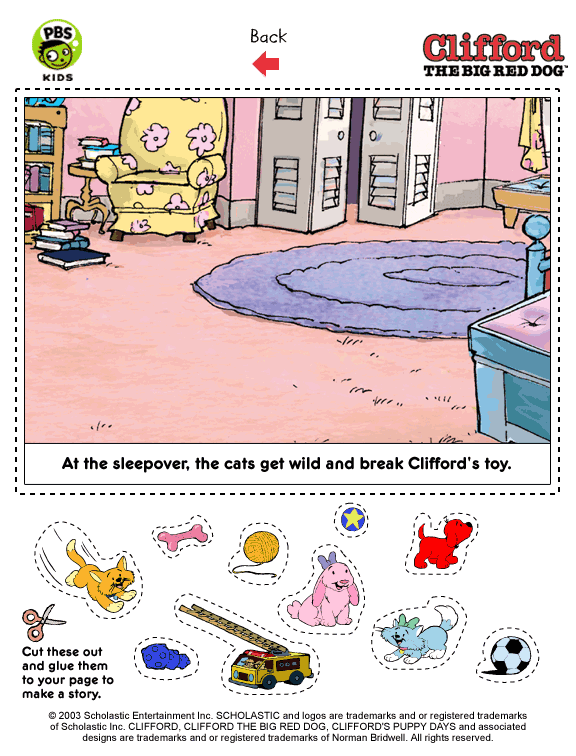 PBS
KIDS
Back
Clifford
THE BIG RED DOG™
At the sleepover, the cats get wild and break Clifford's toy.
Cut these out
and glue them
to your page to
make a story.
© 2003 Scholastic Entertainment Inc. SCHOLASTIC and logos are trademarks and or registered trademarks
of Scholastic Inc. CLIFFORD, CLIFFORD THE BIG RED DOG, CLIFFORD'S PUPPY DAYS and associated
designs are trademarks and or registered trademarks of Norman Bridwell. All rights reserved.